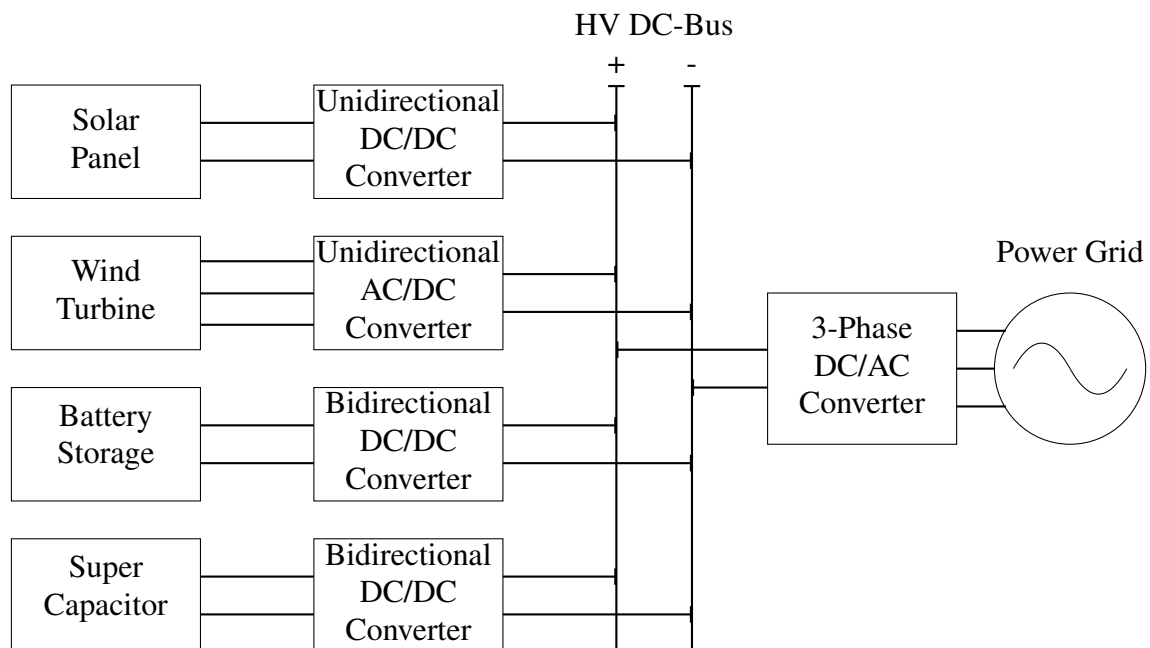 HV DC-Bus
+ -
Solar
Panel
Unidirectional
DC/DC
Converter
Wind
Turbine
Unidirectional
AC/DC
Converter
Power Grid
3-Phase
DC/AC
Converter
Battery
Storage
Bidirectional
DC/DC
Converter
Super
Capacitor
Bidirectional
DC/DC
Converter